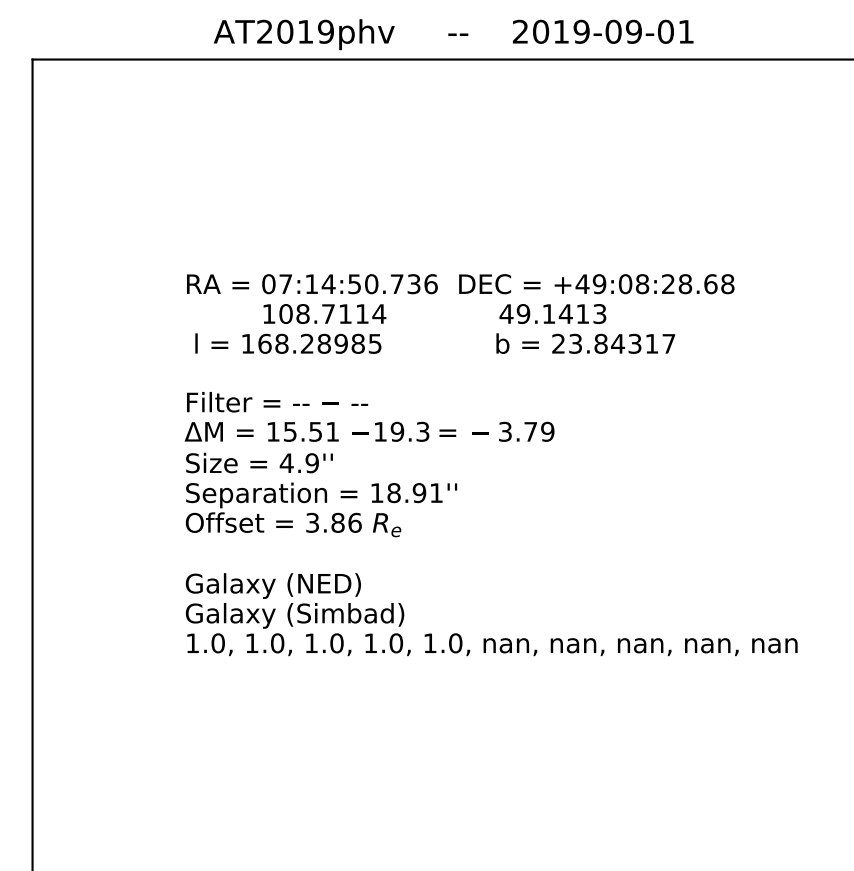 AT2019phv -- 2019-09-01
RA = 07:14:50.736 DEC = +49:08:28.68
108.7114 49.1413
l = 168.28985 b = 23.84317
Filter = -- − --
ΔM = 15.51 −19.3 = − 3.79
Size = 4.9''
Separation = 18.91''
Offset = 3.86 Re
Galaxy (NED)
Galaxy (Simbad)
1.0, 1.0, 1.0, 1.0, 1.0, nan, nan, nan, nan, nan